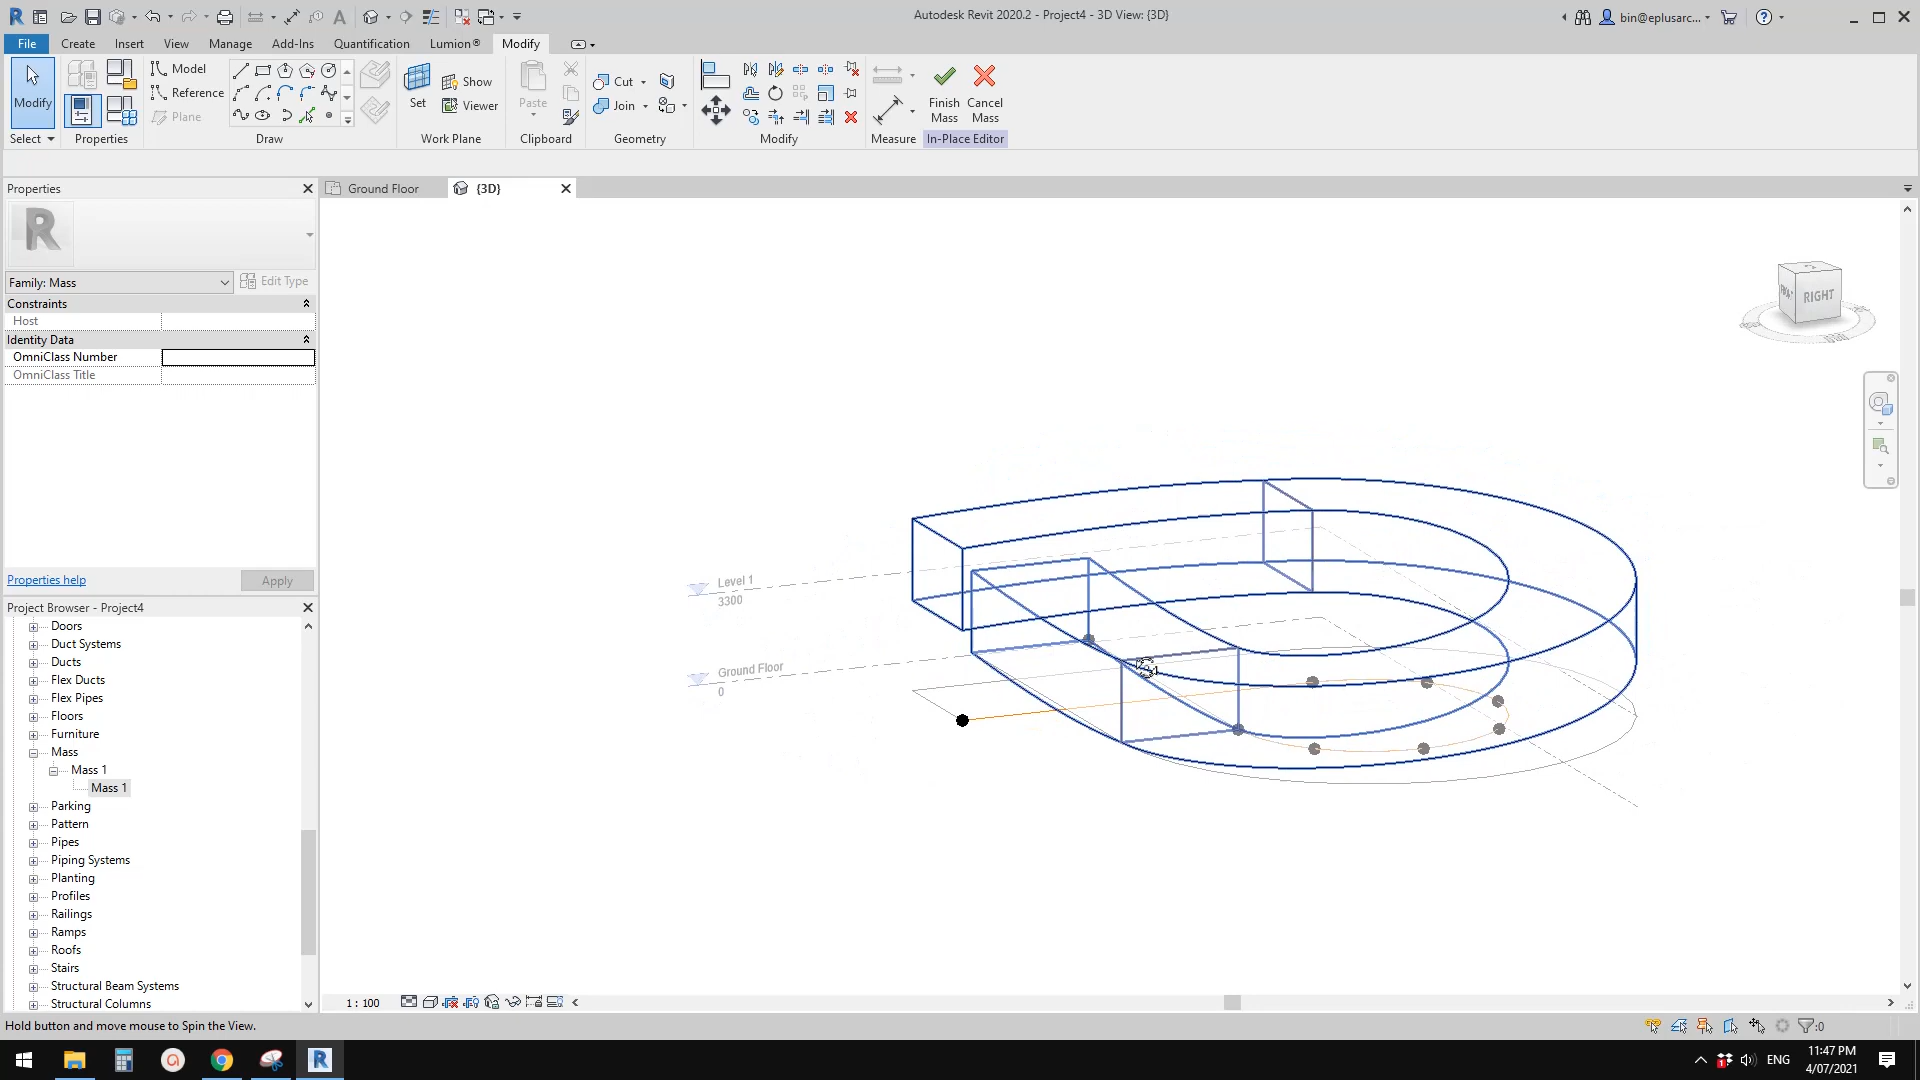 Autodesk Revit 2020.2 - Project4 - 3D View: {3D}
bin@eplusarc...
File Create Insert View Manage Add-Ins Quantification Lumion® Modify
Modify
Model
Reference
Plane
Set
Show
Viewer
Paste
Cut
Join
Finish Mass
Cancel Mass
Select Properties Draw Work Plane Clipboard Geometry Modify Measure In-Place Editor
Properties
Ground Floor
{3D}
R
Family: Mass
Edit Type
Constraints
Host
Identity Data
OmniClass Number
OmniClass Title
Properties help
Apply
Project Browser - Project4
Doors
Duct Systems
Ducts
Flex Ducts
Flex Pipes
Floors
Furniture
Mass
Mass 1
Mass 1
Parking
Pattern
Pipes
Piping Systems
Planting
Profiles
Railings
Ramps
Roofs
Stairs
Structural Beam Systems
Structural Columns
Level 1
3300
Ground Floor
0
RIGHT
1 : 100
Hold button and move mouse to Spin the View.
:0
ENG
11:47 PM
4/07/2021